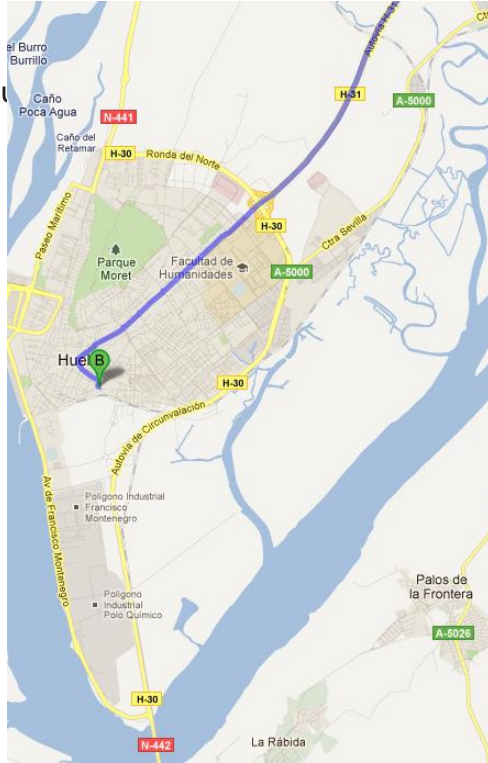 el Burro
Burrillo
Caño
Poca Agua
Caño del
Retamar
N-441
H-30
Ronda del Norte
Autovía H-31
H-31
A-5000
Paseo Marítimo
Parque
Moret
Facultad de
Humanidades
H-30
Ctra Sevilla
A-5000
B
H-30
Autovía de Circunvalación
Av de Francisco Montenegro
Polígono Industrial
Francisco
Montenegro
Polígono
Industrial
Polo Químico
Palos de
la Frontera
A-5026
H-30
N-442
La Rábida